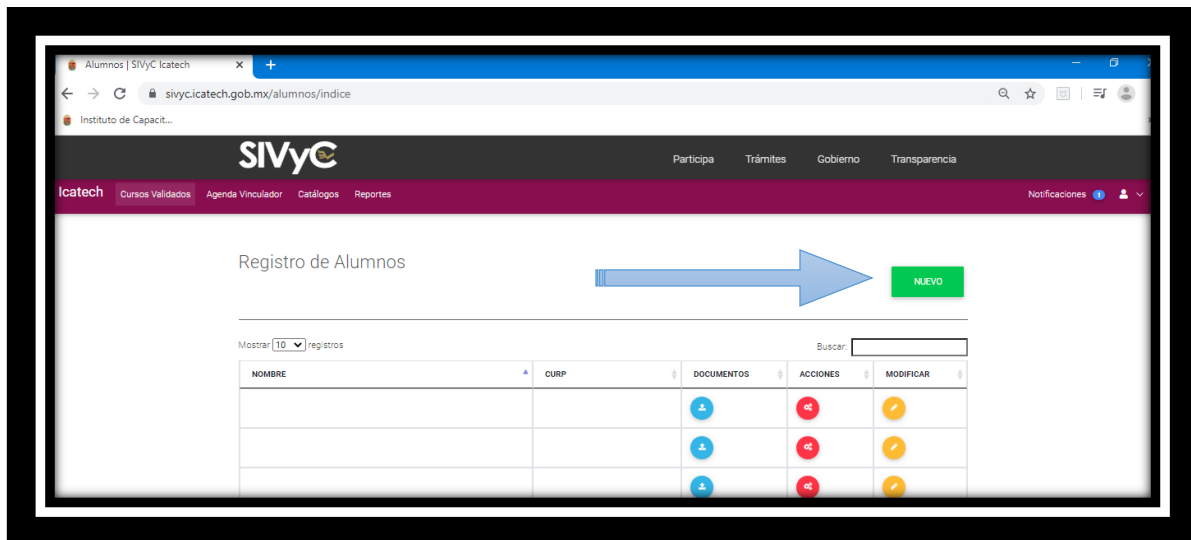 Alumnos | SIVyC Icatech
sivyc.icatech.gob.mx/alumnos/indice
Instituto de Capacit...
SIVyC
Participa Trámites Gobierno Transparencia
Icatech Cursos Validados Agenda Vinculador Catálogos Reportes Notificaciones 1
Registro de Alumnos
NUEVO
Mostrar 10 registros Buscar:
NOMBRE CURP DOCUMENTOS ACCIONES MODIFICAR